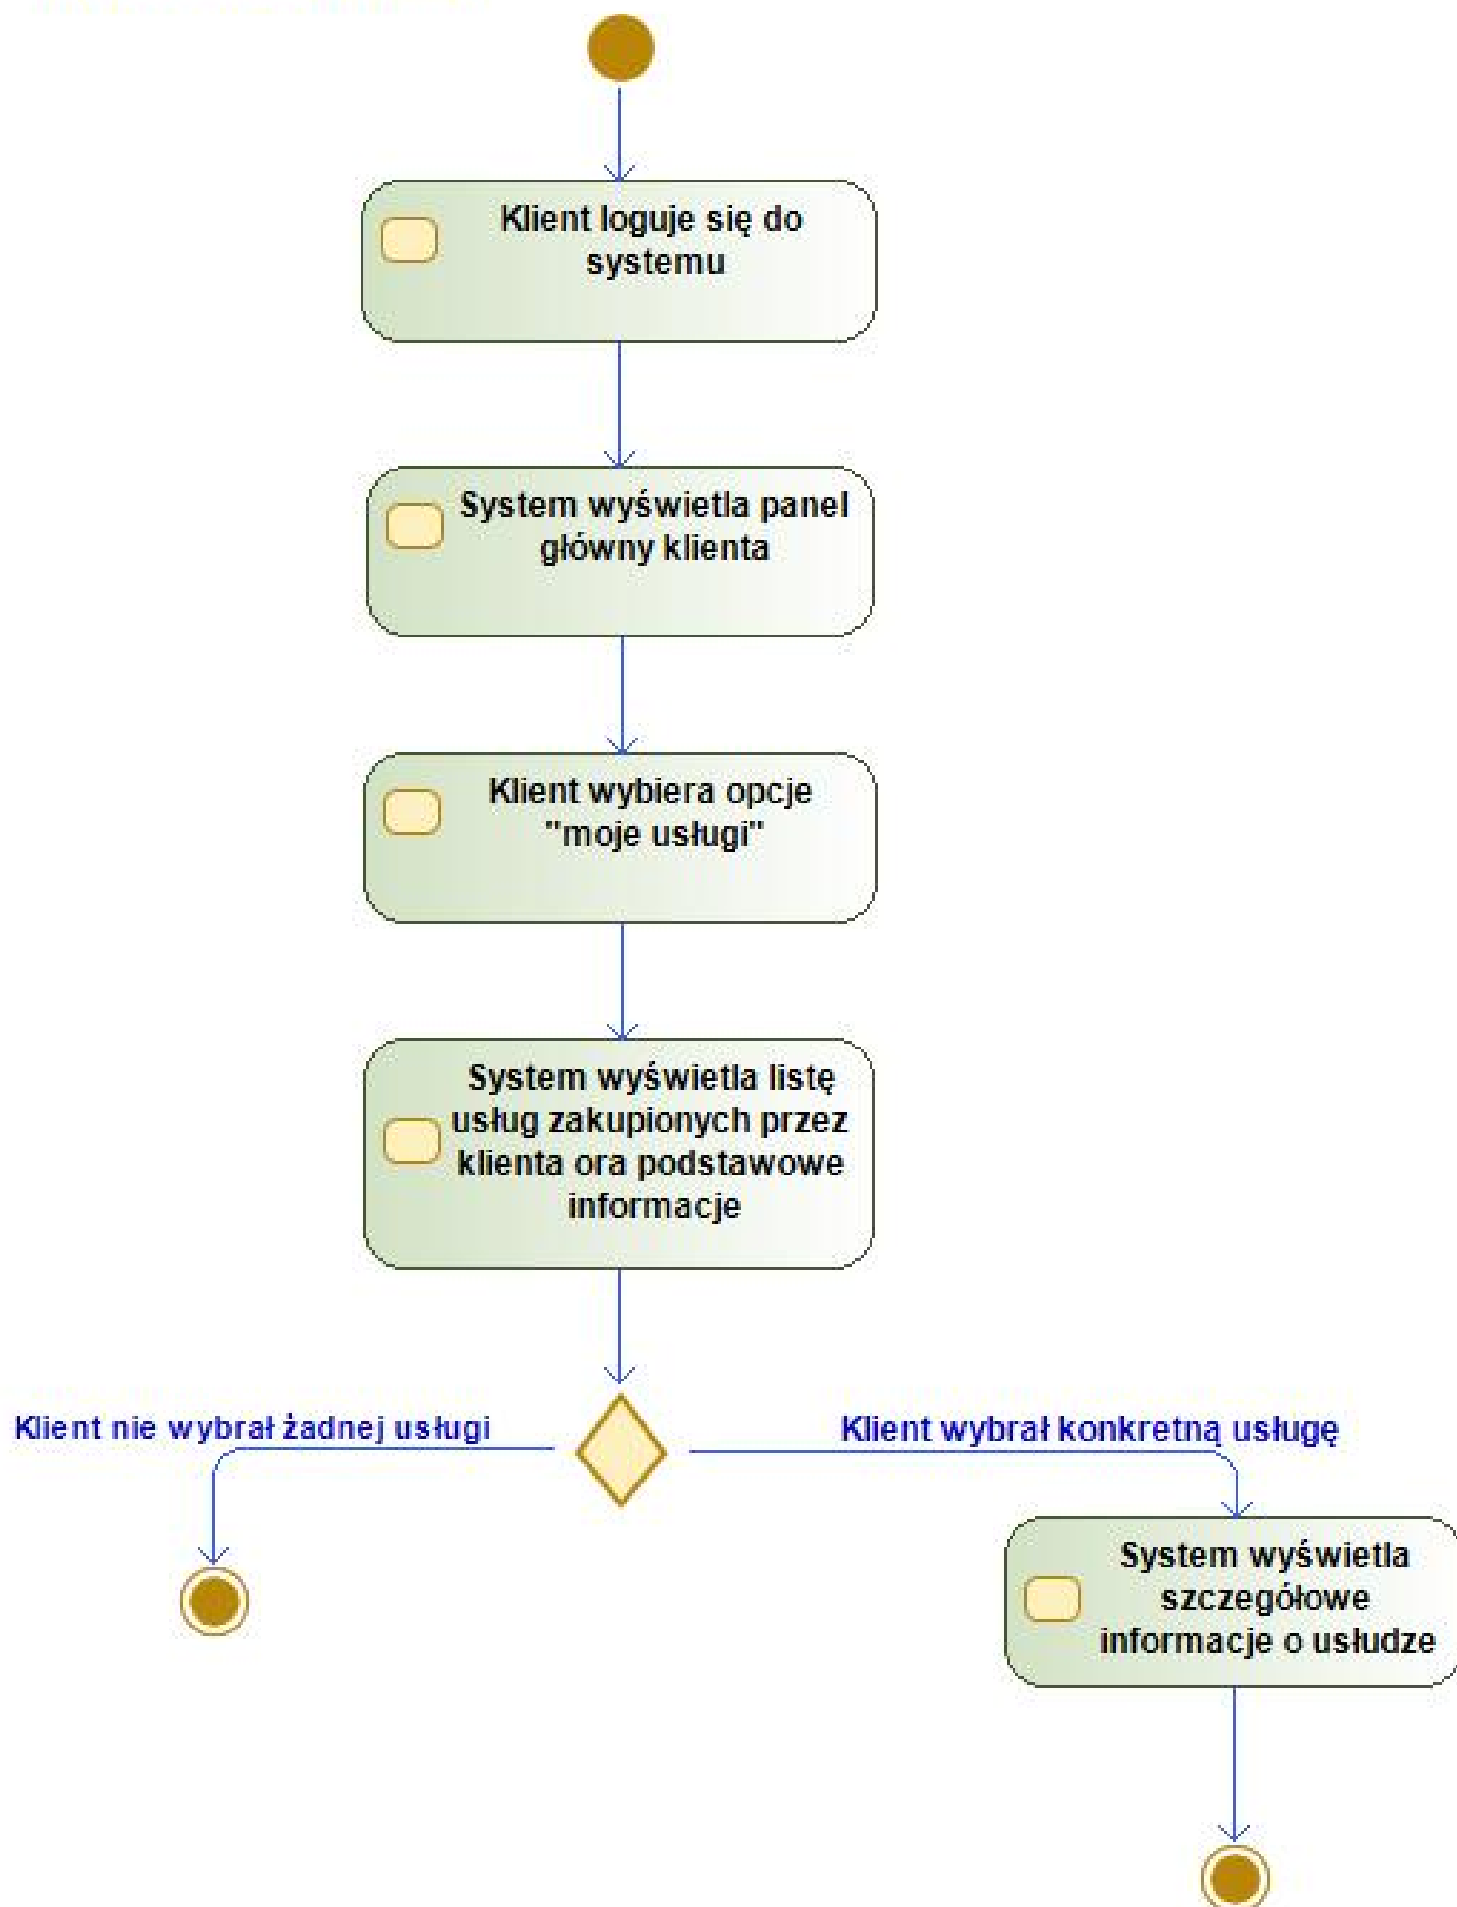 Klient loguje się do
systemu
System wyświetla panel
główny klienta
Klient wybiera opcje
"moje usługi"
System wyświetla listę
usług zakupionych przez
klienta ora podstawowe
informacje
Klient nie wybrał żadnej usługi
Klient wybrał konkretną usługę
System wyświetla
szczegółowe
informacje o usłudze